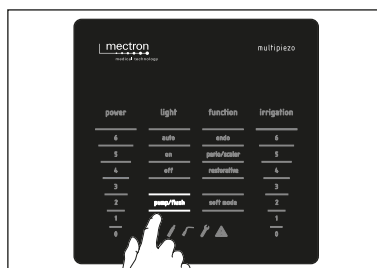 mectron
medical technology
multipiezo
power light function irrigation
6 auto endo 6
5 on perio/scaler 5
4 off restorative 4
3 3
2 pump/flush soft mode 2
1 1
0 0